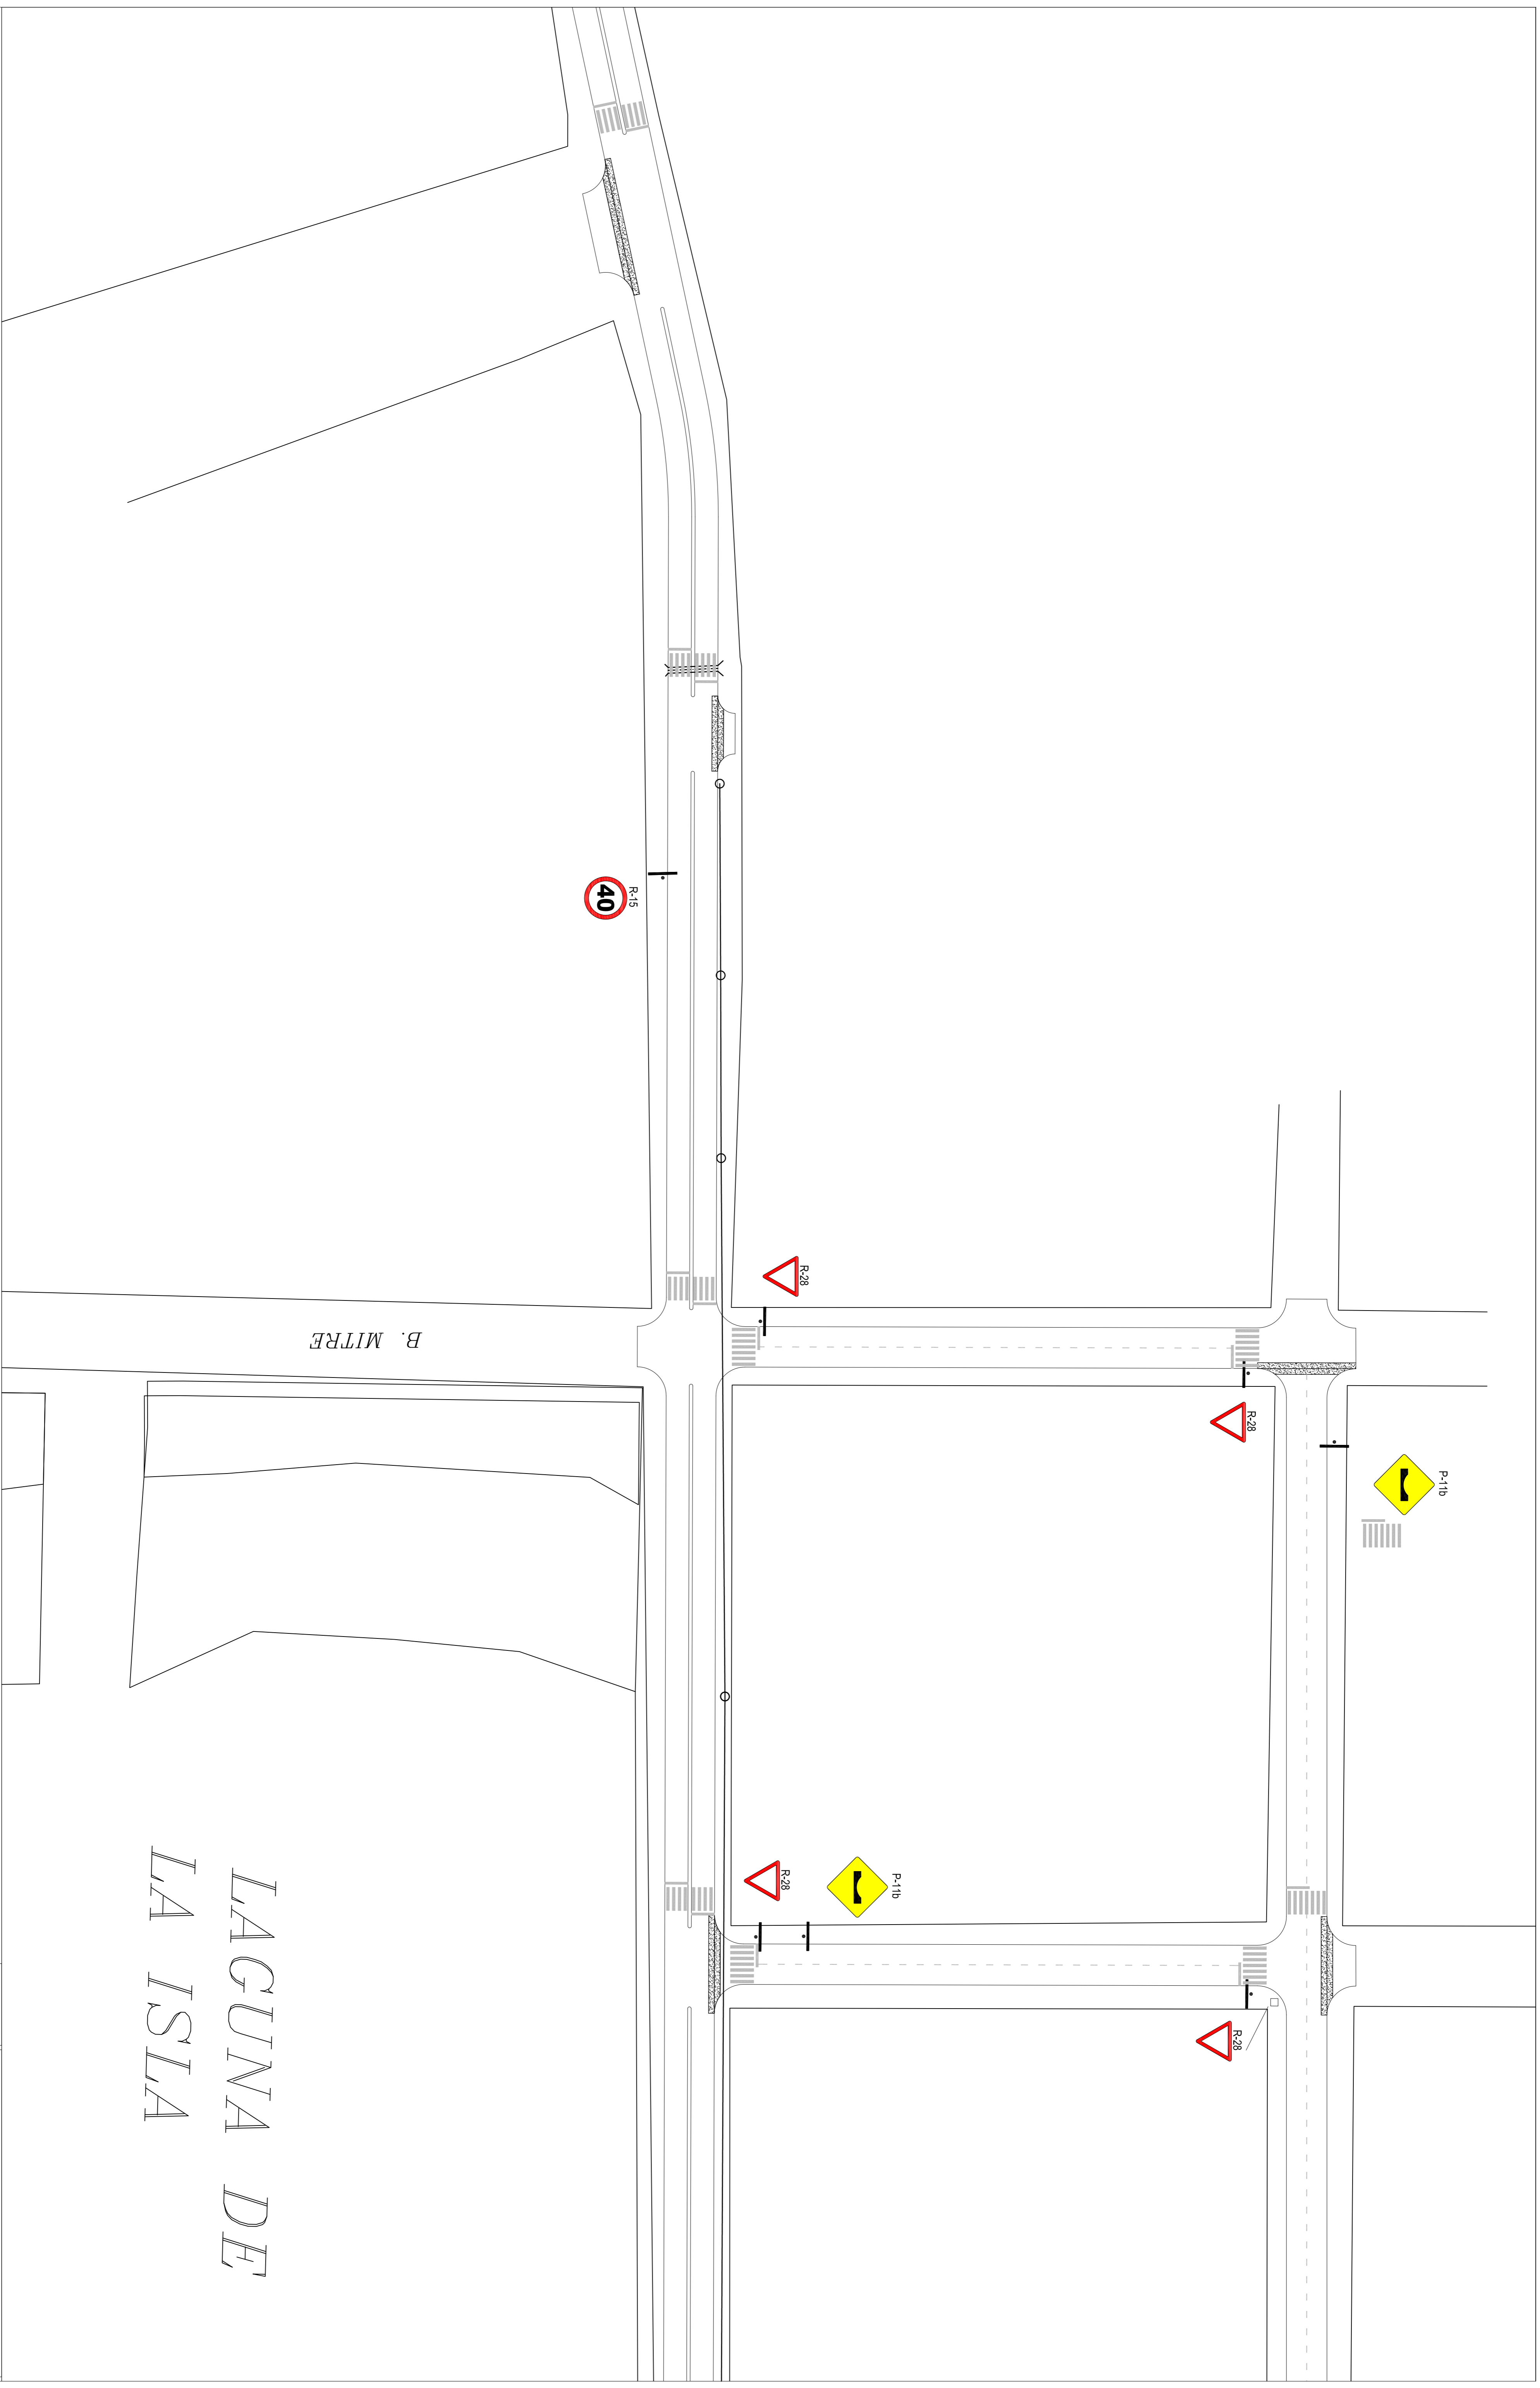 R-15
40
R-28
R-28
P-11b
B. MITRE
R-28
P-11b
R-28
LAGUNA DE
LA ISLA